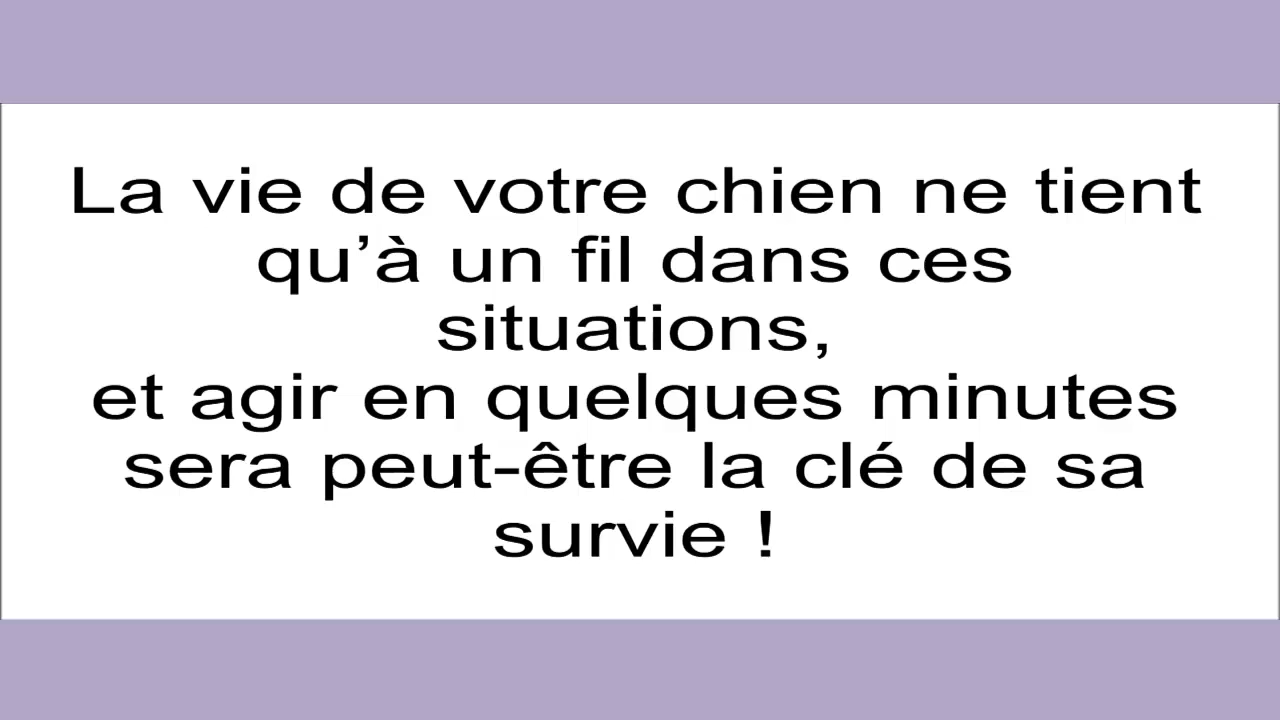 La vie de votre chien ne tient
qu’à un fil dans ces
situations,
et agir en quelques minutes
sera peut-être la clé de sa
survie !